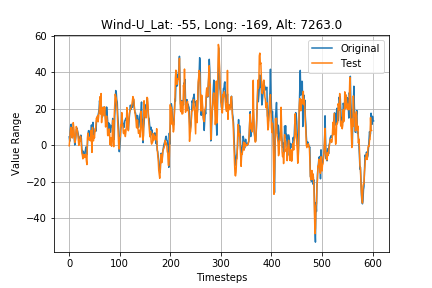 Wind-U_Lat: -55, Long: -169, Alt: 7263.0
Original
Test
60
40
20
0
−20
−40
Value Range
0
100
200
300
400
500
600
Timesteps